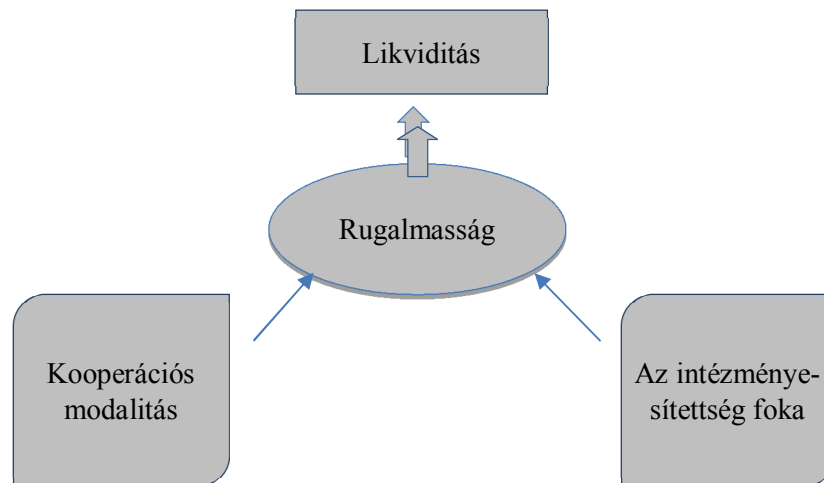 Likviditás
Rugalmasság
Kooperációs
modalitás
Az intézménye-
sítettség foka